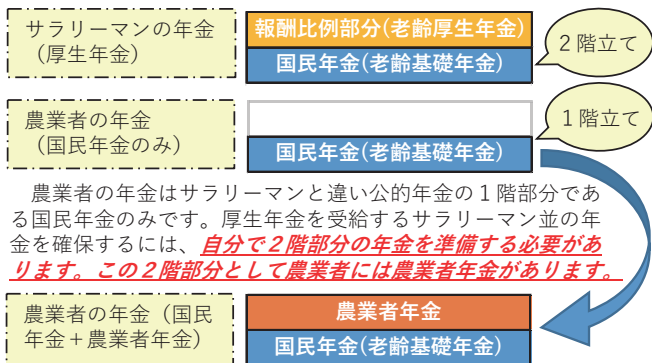 サラリーマンの年金
（厚生年金）
報酬比例部分(老齢厚生年金)
国民年金(老齢基礎年金)
２階立て
農業者の年金
（国民年金のみ）
国民年金(老齢基礎年金)
１階立て
農業者の年金はサラリーマンと違い公的年金の１階部分であ
る国民年金のみです。厚生年金を受給するサラリーマン並の年
金を確保するには、自分で２階部分の年金を準備する必要があ
ります。この２階部分として農業者には農業者年金があります。
農業者の年金（国民
年金＋農業者年金）
農業者年金
国民年金(老齢基礎年金)